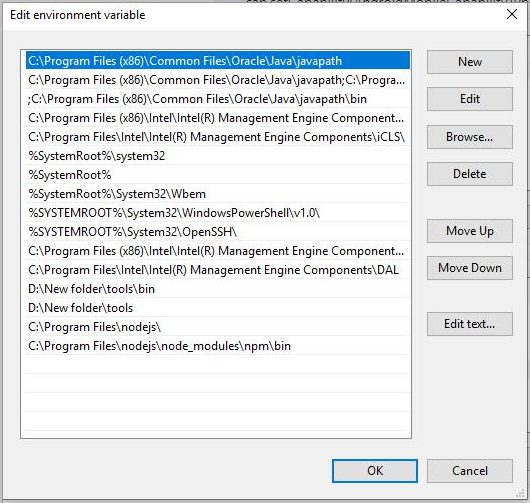 Edit environment variable
C:\Program Files (x86)\Common Files\Oracle\Java\javapath
C:\Program Files (x86)\Common Files\Oracle\Java\javapath;C:\Progra...
;C:\Program Files (x86)\Common Files\Oracle\Java\javapath\bin
C:\Program Files (x86)\Intel\Intel(R) Management Engine Component...
C:\Program Files\Intel\Intel(R) Management Engine Components\iCLS\
%SystemRoot%\system32
%SystemRoot%
%SystemRoot%\System32\Wbem
%SYSTEMROOT%\System32\WindowsPowerShell\v1.0\
%SYSTEMROOT%\System32\OpenSSH\
C:\Program Files (x86)\Intel\Intel(R) Management Engine Component...
C:\Program Files\Intel\Intel(R) Management Engine Components\DAL
D:\New folder\tools\bin
D:\New folder\tools
C:\Program Files\nodejs\
C:\Program Files\nodejs\node_modules\npm\bin
New
Edit
Browse...
Delete
Move Up
Move Down
Edit text...
OK
Cancel